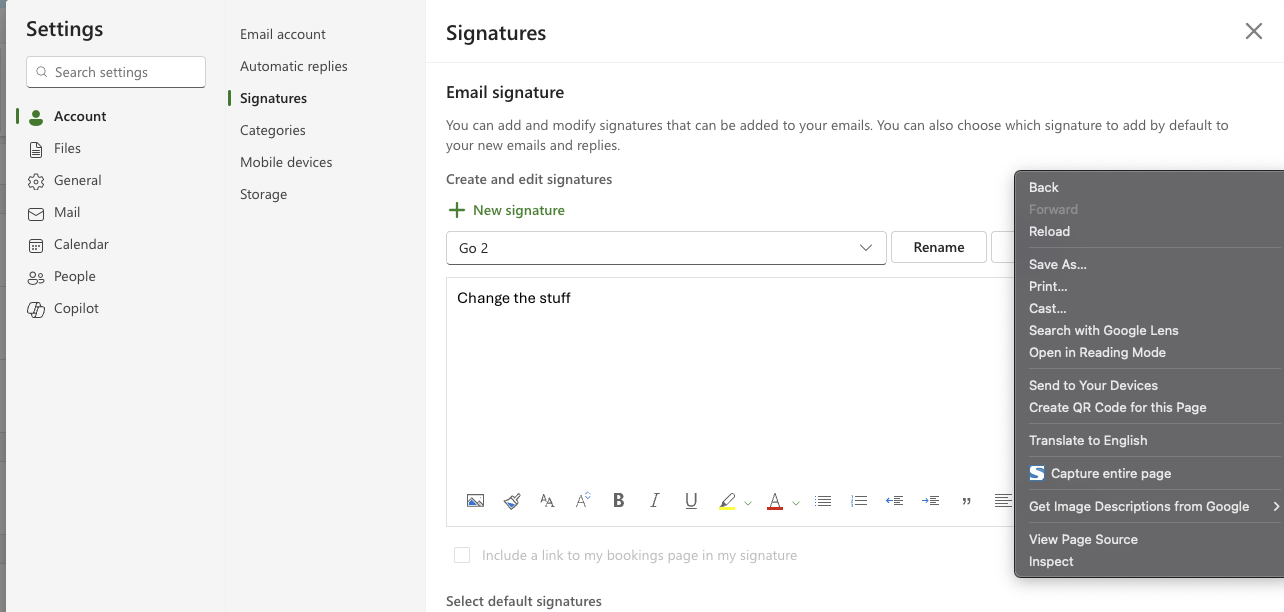 Settings
Search settings
Account
Files
General
Mail
Calendar
People
Copilot
Email account
Automatic replies
Signatures
Categories
Mobile devices
Storage
Signatures
Email signature
You can add and modify signatures that can be added to your emails. You can also choose which signature to add by default to
your new emails and replies.
Create and edit signatures
New signature
Go 2
Rename
Change the stuff
Include a link to my bookings page in my signature
Select default signatures
Back
Forward
Reload
Save As...
Print...
Cast...
Search with Google Lens
Open in Reading Mode
Send to Your Devices
Create QR Code for this Page
Translate to English
Capture entire page
Get Image Descriptions from Google
View Page Source
Inspect